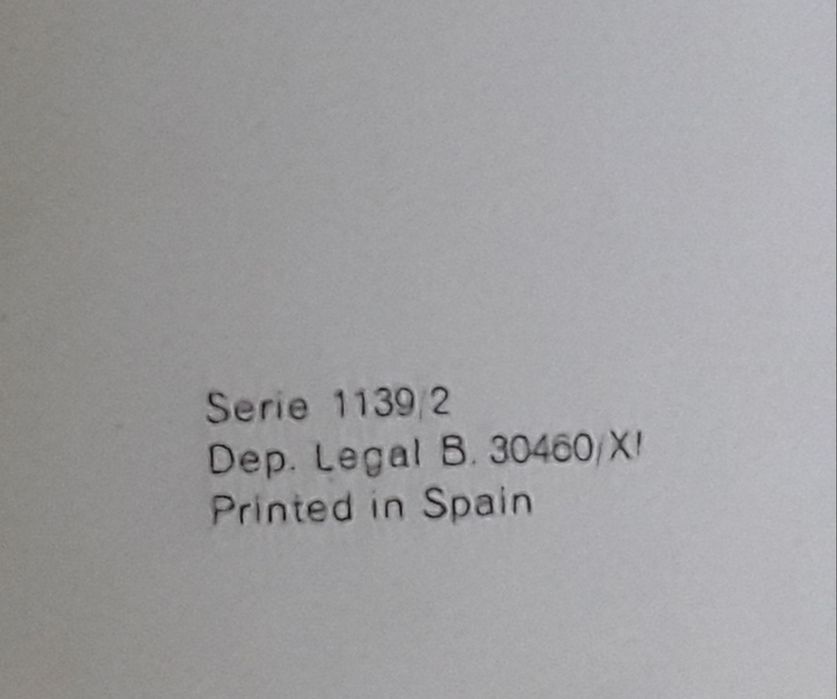 Serie 1139/2
Dep. Legal B. 30460/XI
Printed in Spain